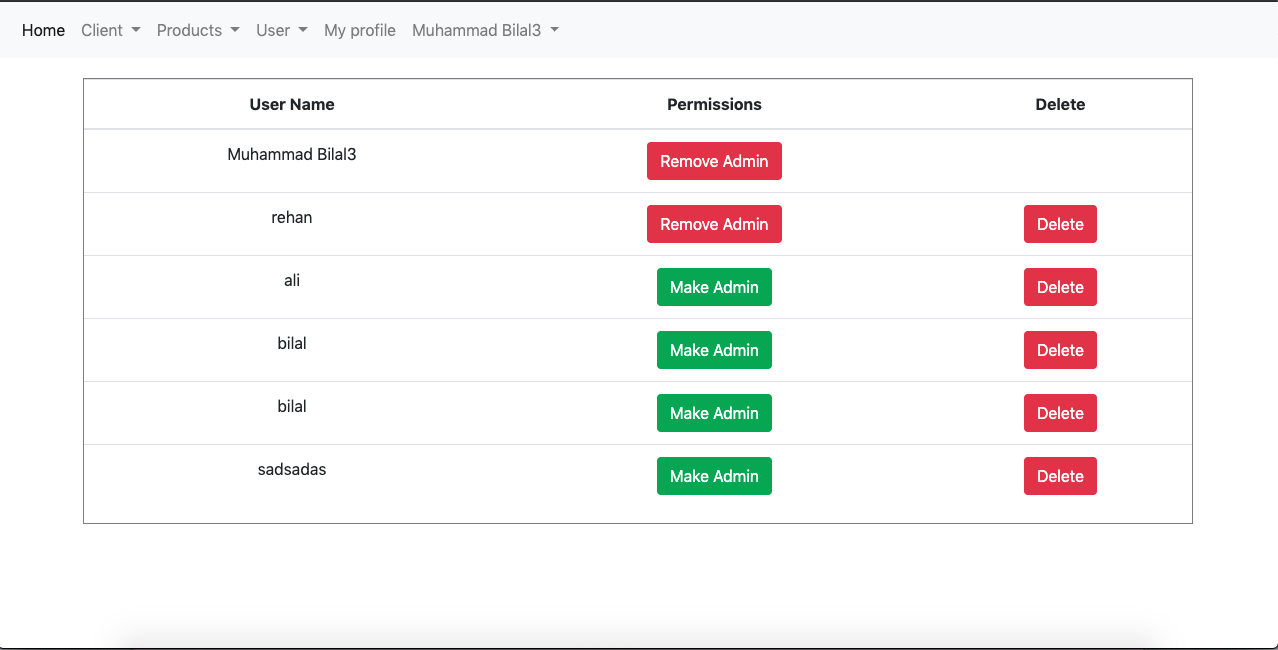 Home Client Products User My profile Muhammad Bilal3
User Name Permissions Delete
Muhammad Bilal3 Remove Admin
rehan Remove Admin Delete
ali Make Admin Delete
bilal Make Admin Delete
bilal Make Admin Delete
sadsadas Make Admin Delete